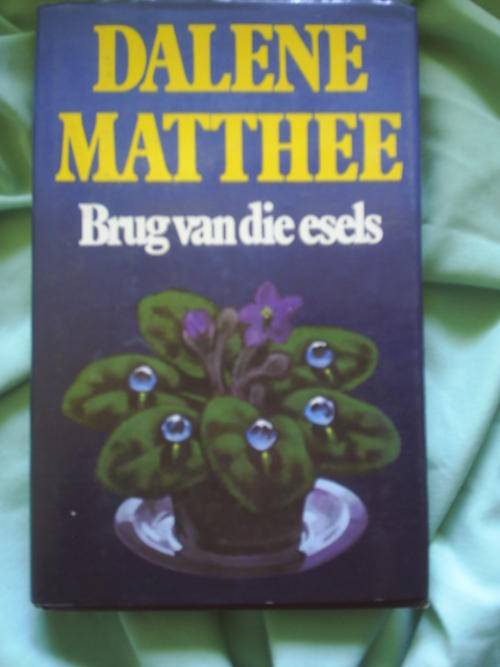 DALENE
MATTHEE
Brug van die esels